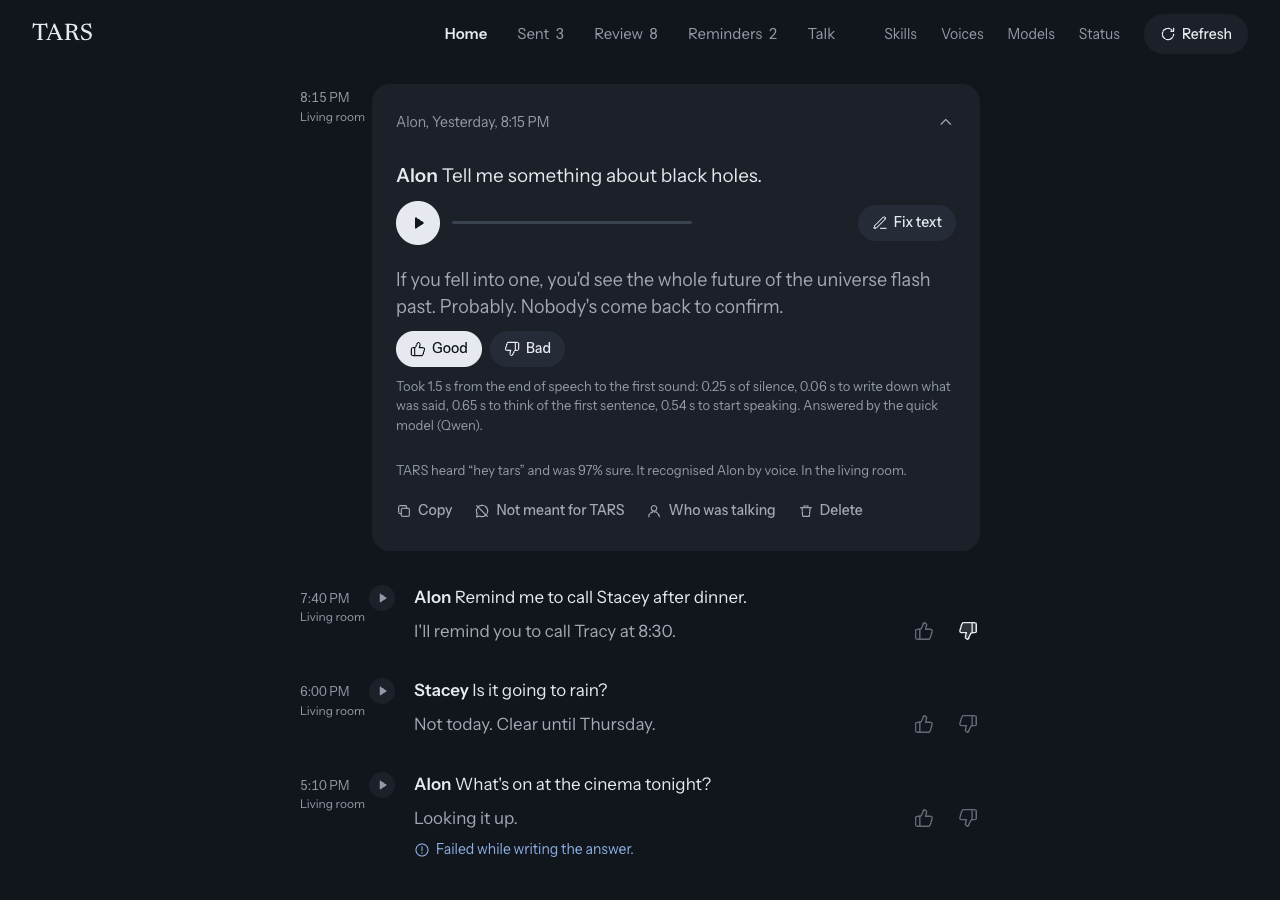 TARS
Home Sent 3 Review 8 Reminders 2 Talk Skills Voices Models Status Refresh
8:15 PM
Living room
Alon, Yesterday, 8:15 PM
Alon Tell me something about black holes.
Fix text
If you fell into one, you'd see the whole future of the universe flash
past. Probably. Nobody's come back to confirm.
Good Bad
Took 1.5 s from the end of speech to the first sound: 0.25 s of silence, 0.06 s to write down what
was said, 0.65 s to think of the first sentence, 0.54 s to start speaking. Answered by the quick
model (Qwen).
TARS heard “hey tars” and was 97% sure. It recognised Alon by voice. In the living room.
Copy Not meant for TARS Who was talking Delete
7:40 PM
Living room
Alon Remind me to call Stacey after dinner.
I'll remind you to call Tracy at 8:30.
6:00 PM
Living room
Stacey Is it going to rain?
Not today. Clear until Thursday.
5:10 PM
Living room
Alon What's on at the cinema tonight?
Looking it up.
Failed while writing the answer.